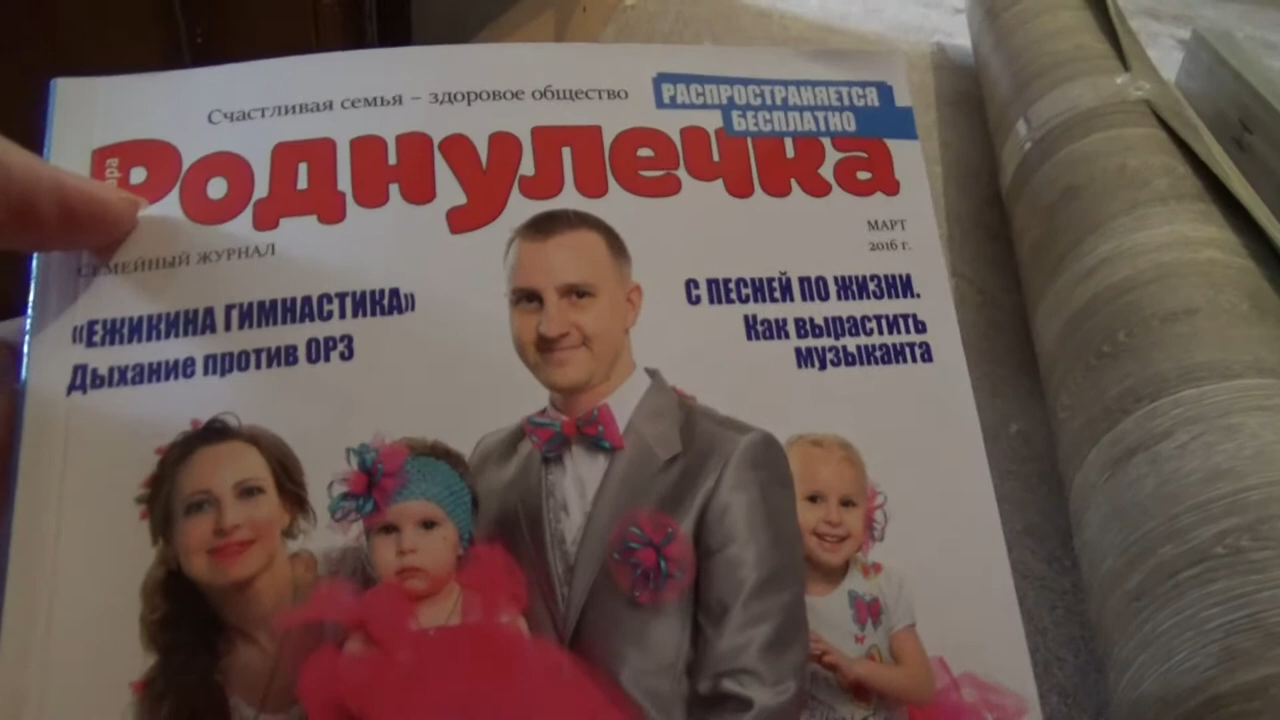 Счастливая семья – здоровое общество
РАСПРОСТРАНЯЕТСЯ
БЕСПЛАТНО
Роднулечка
СЕМЕЙНЫЙ ЖУРНАЛ
МАРТ
2016 г.
«ЕЖИКИНА ГИМНАСТИКА»
Дыхание против ОРЗ
С ПЕСНЕЙ ПО ЖИЗНИ.
Как вырастить
музыканта